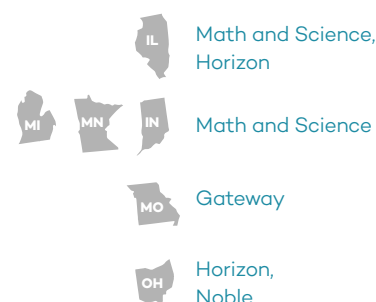 IL
Math and Science,
Horizon
MI MN IN Math and Science
MO Gateway
OH
Horizon,
Noble